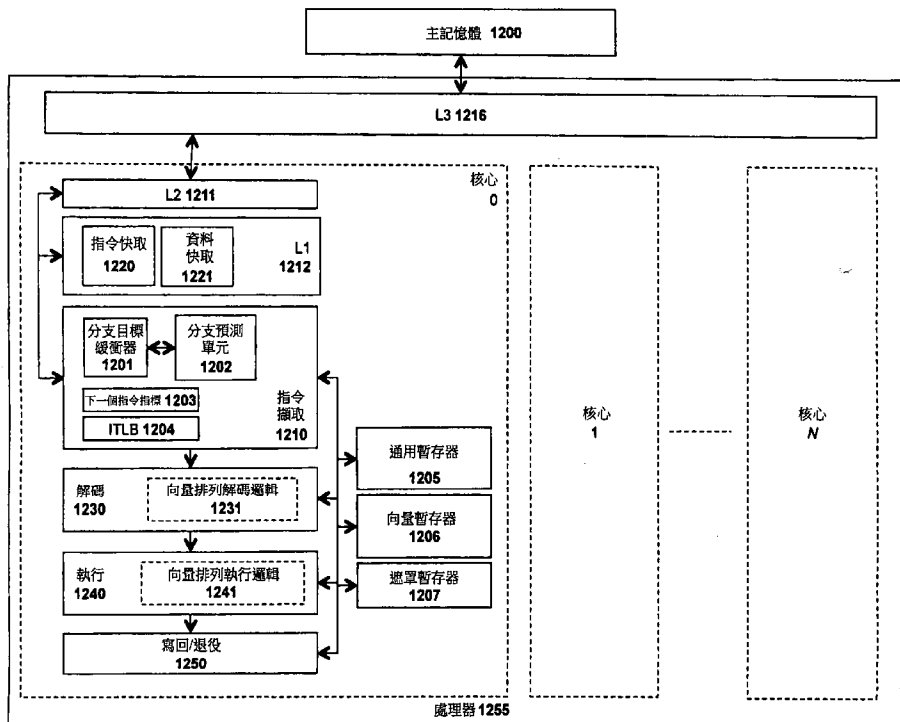 主記憶體 1200
L3 1216
核心
0
L2 1211
指令快取
1220
資料
快取
1221
L1
1212
分支目標
緩衝器
1201
分支預測
單元
1202
下一個指令指標 1203
ITLB 1204
指令
擷取
1210
解碼
1230
向量排列解碼邏輯
1231
執行
1240
向量排列執行邏輯
1241
寫回/退役
1250
通用暫存器
1205
向量暫存器
1206
遮罩暫存器
1207
核心
1
核心
N
處理器 1255